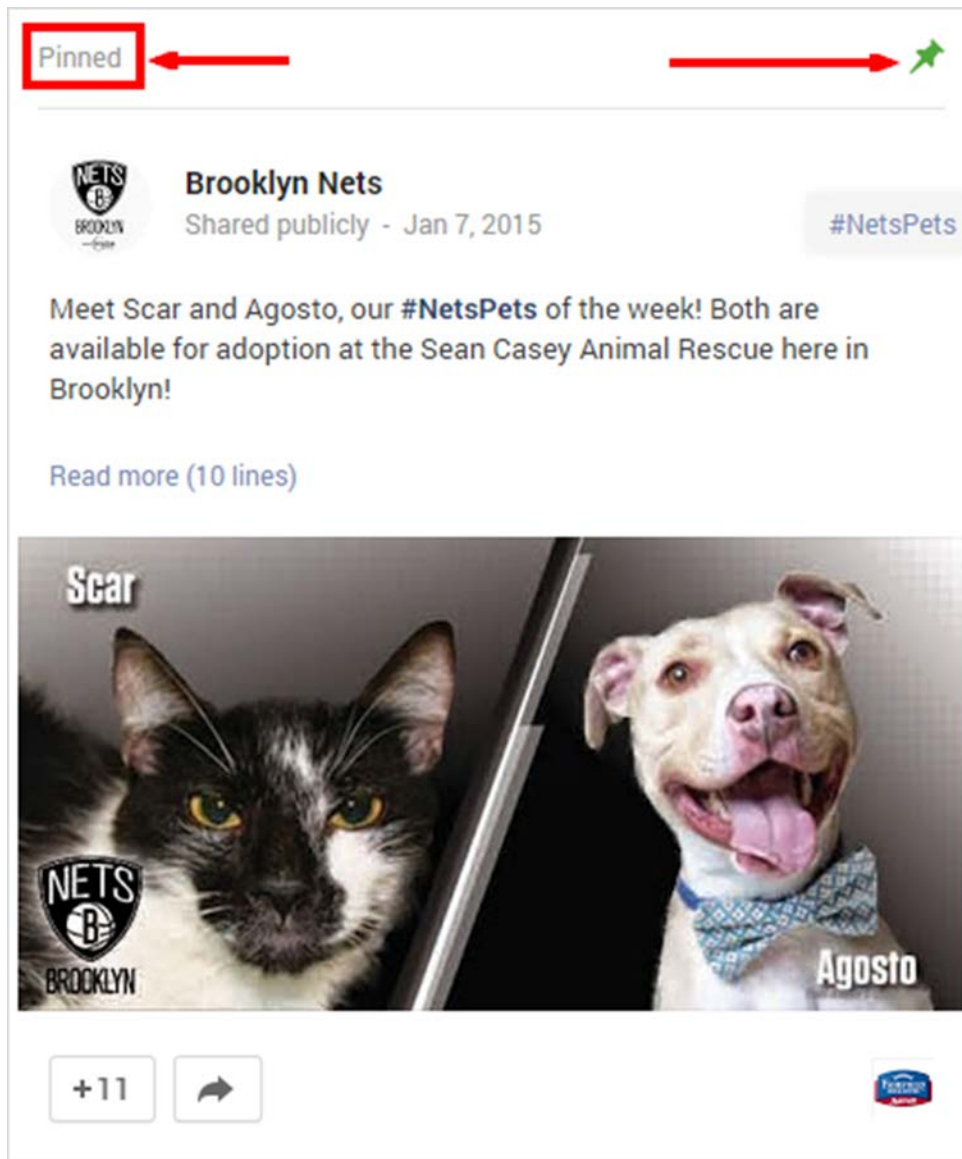 Pinned
NETS
B
BROOKLYN
Brooklyn Nets
Shared publicly - Jan 7, 2015
#NetsPets
Meet Scar and Agosto, our #NetsPets of the week! Both are
available for adoption at the Sean Casey Animal Rescue here in
Brooklyn!
Read more (10 lines)
Scar
NETS
B
BROOKLYN
Agosto
+11